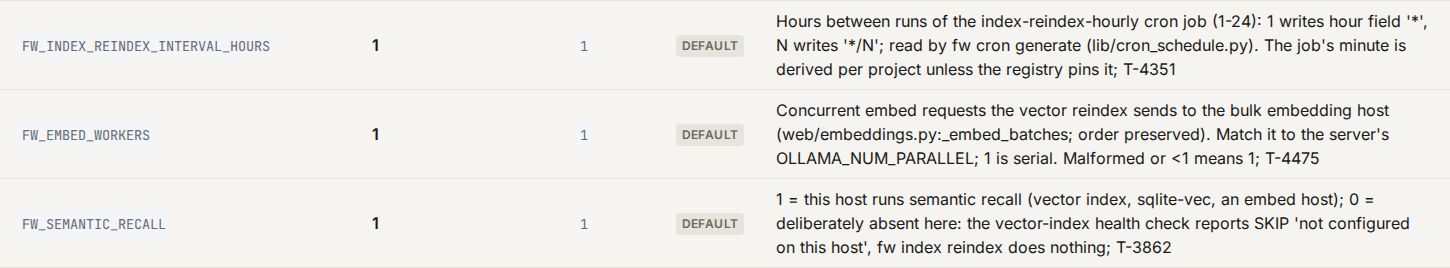 FW_INDEX_REINDEX_INTERVAL_HOURS 1 1 DEFAULT Hours between runs of the index-reindex-hourly cron job (1-24): 1 writes hour field '*',
N writes '*/N'; read by fw cron generate (lib/cron_schedule.py). The job's minute is
derived per project unless the registry pins it; T-4351
FW_EMBED_WORKERS 1 1 DEFAULT Concurrent embed requests the vector reindex sends to the bulk embedding host
(web/embeddings.py:_embed_batches; order preserved). Match it to the server's
OLLAMA_NUM_PARALLEL; 1 is serial. Malformed or <1 means 1; T-4475
FW_SEMANTIC_RECALL 1 1 DEFAULT 1 = this host runs semantic recall (vector index, sqlite-vec, an embed host); 0 =
deliberately absent here: the vector-index health check reports SKIP 'not configured
on this host', fw index reindex does nothing; T-3862